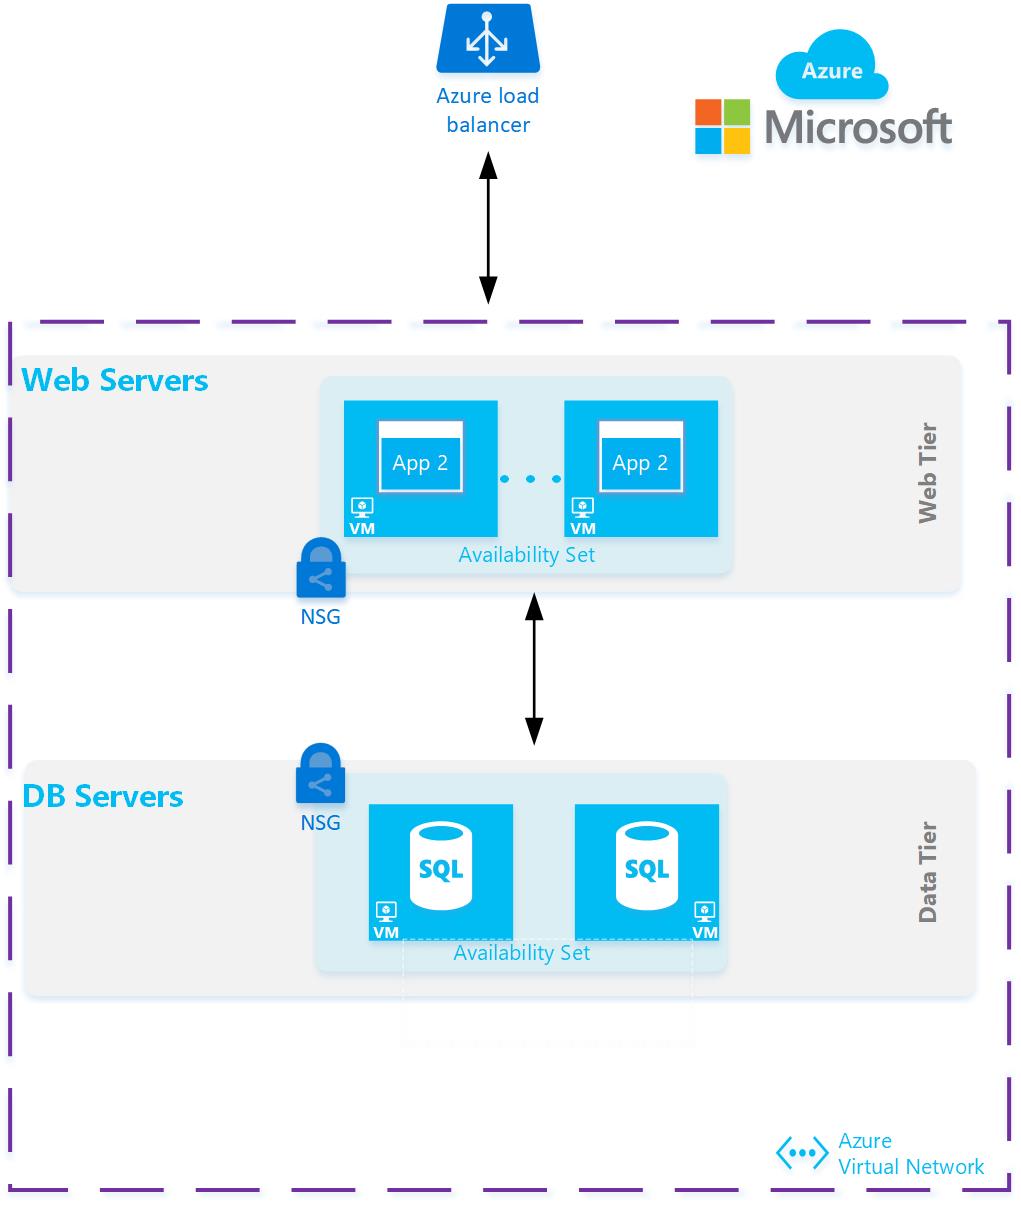 Azure load
balancer
Azure
Microsoft
Web Servers
App 2
App 2
VM
VM
Availability Set
Web Tier
NSG
DB Servers
NSG
SQL
SQL
VM
VM
Availability Set
Data Tier
Azure
Virtual Network